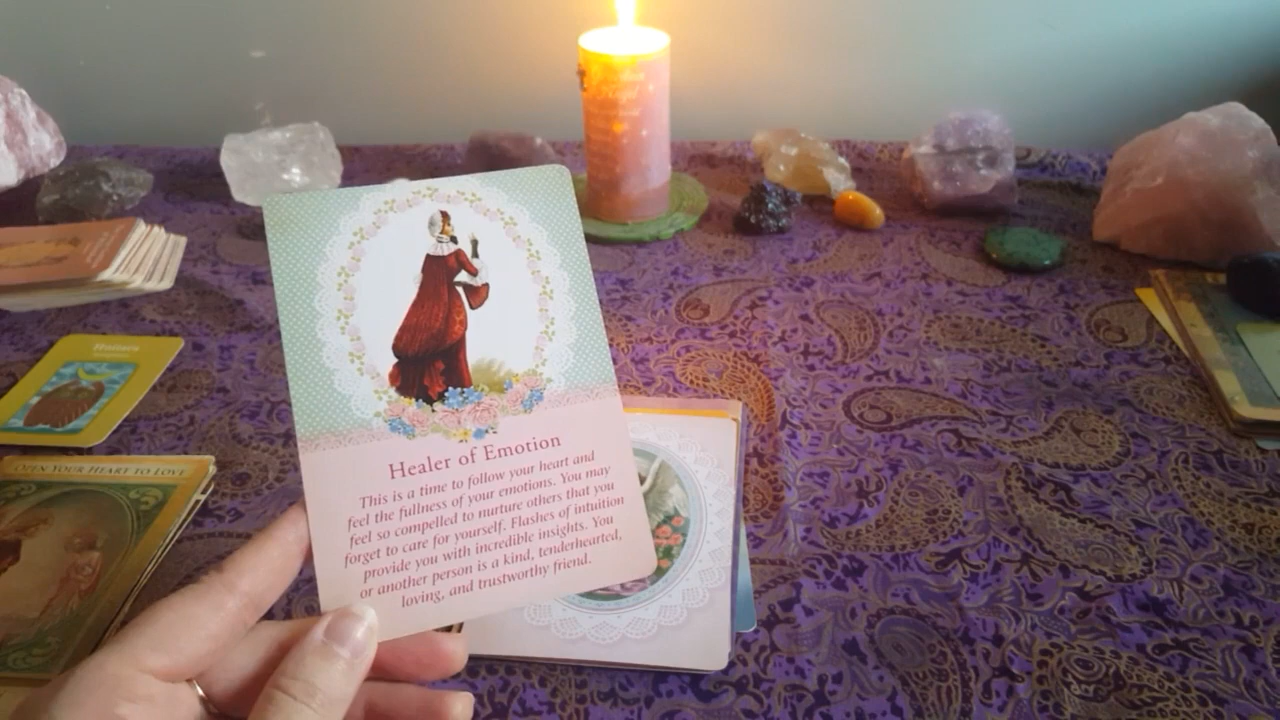 Healer of Emotion
This is a time to follow your heart and
feel the fullness of your emotions. You may
feel so compelled to nurture others that you
forget to care for yourself. Flashes of intuition
provide you with incredible insights. You
or another person is a kind, tenderhearted,
loving, and trustworthy friend.
OPEN YOUR HEART TO LOVE